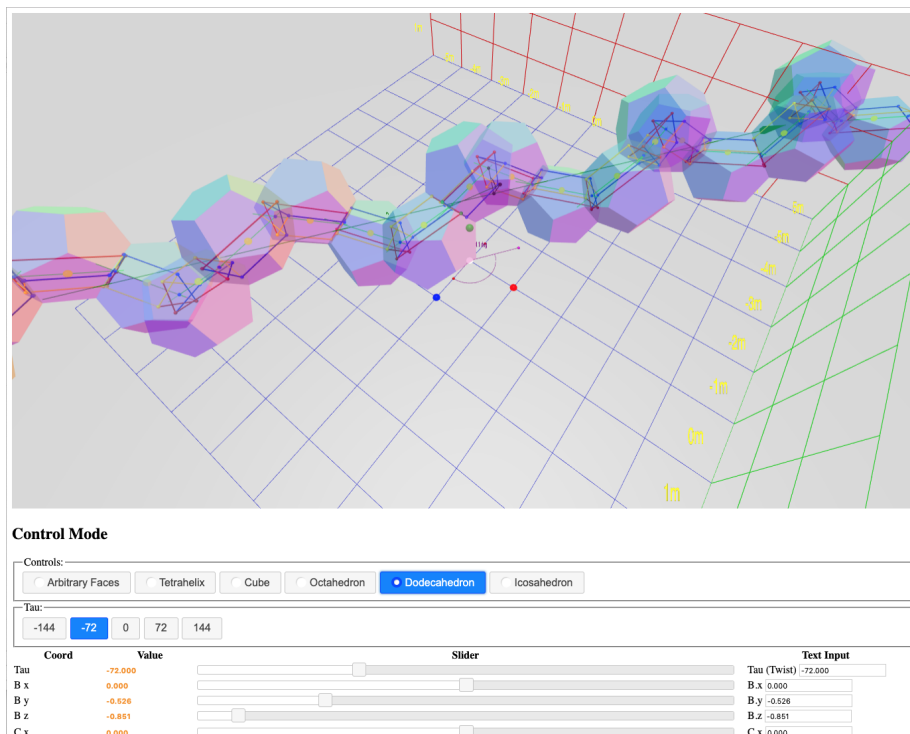 5m
-4m
-3m
-2m
-1m
0m
1m
Control Mode
Controls:
Arbitrary Faces Tetrahelix Cube Octahedron Dodecahedron Icosahedron
Tau:
-144 -72 0 72 144
Coord Value Slider Text Input
Tau -72.000 Tau (Twist) -72.000
B x 0.000 B.x 0.000
B y -0.526 B.y -0.526
B z -0.851 B.z -0.851
C x 0.000 C.x 0.000